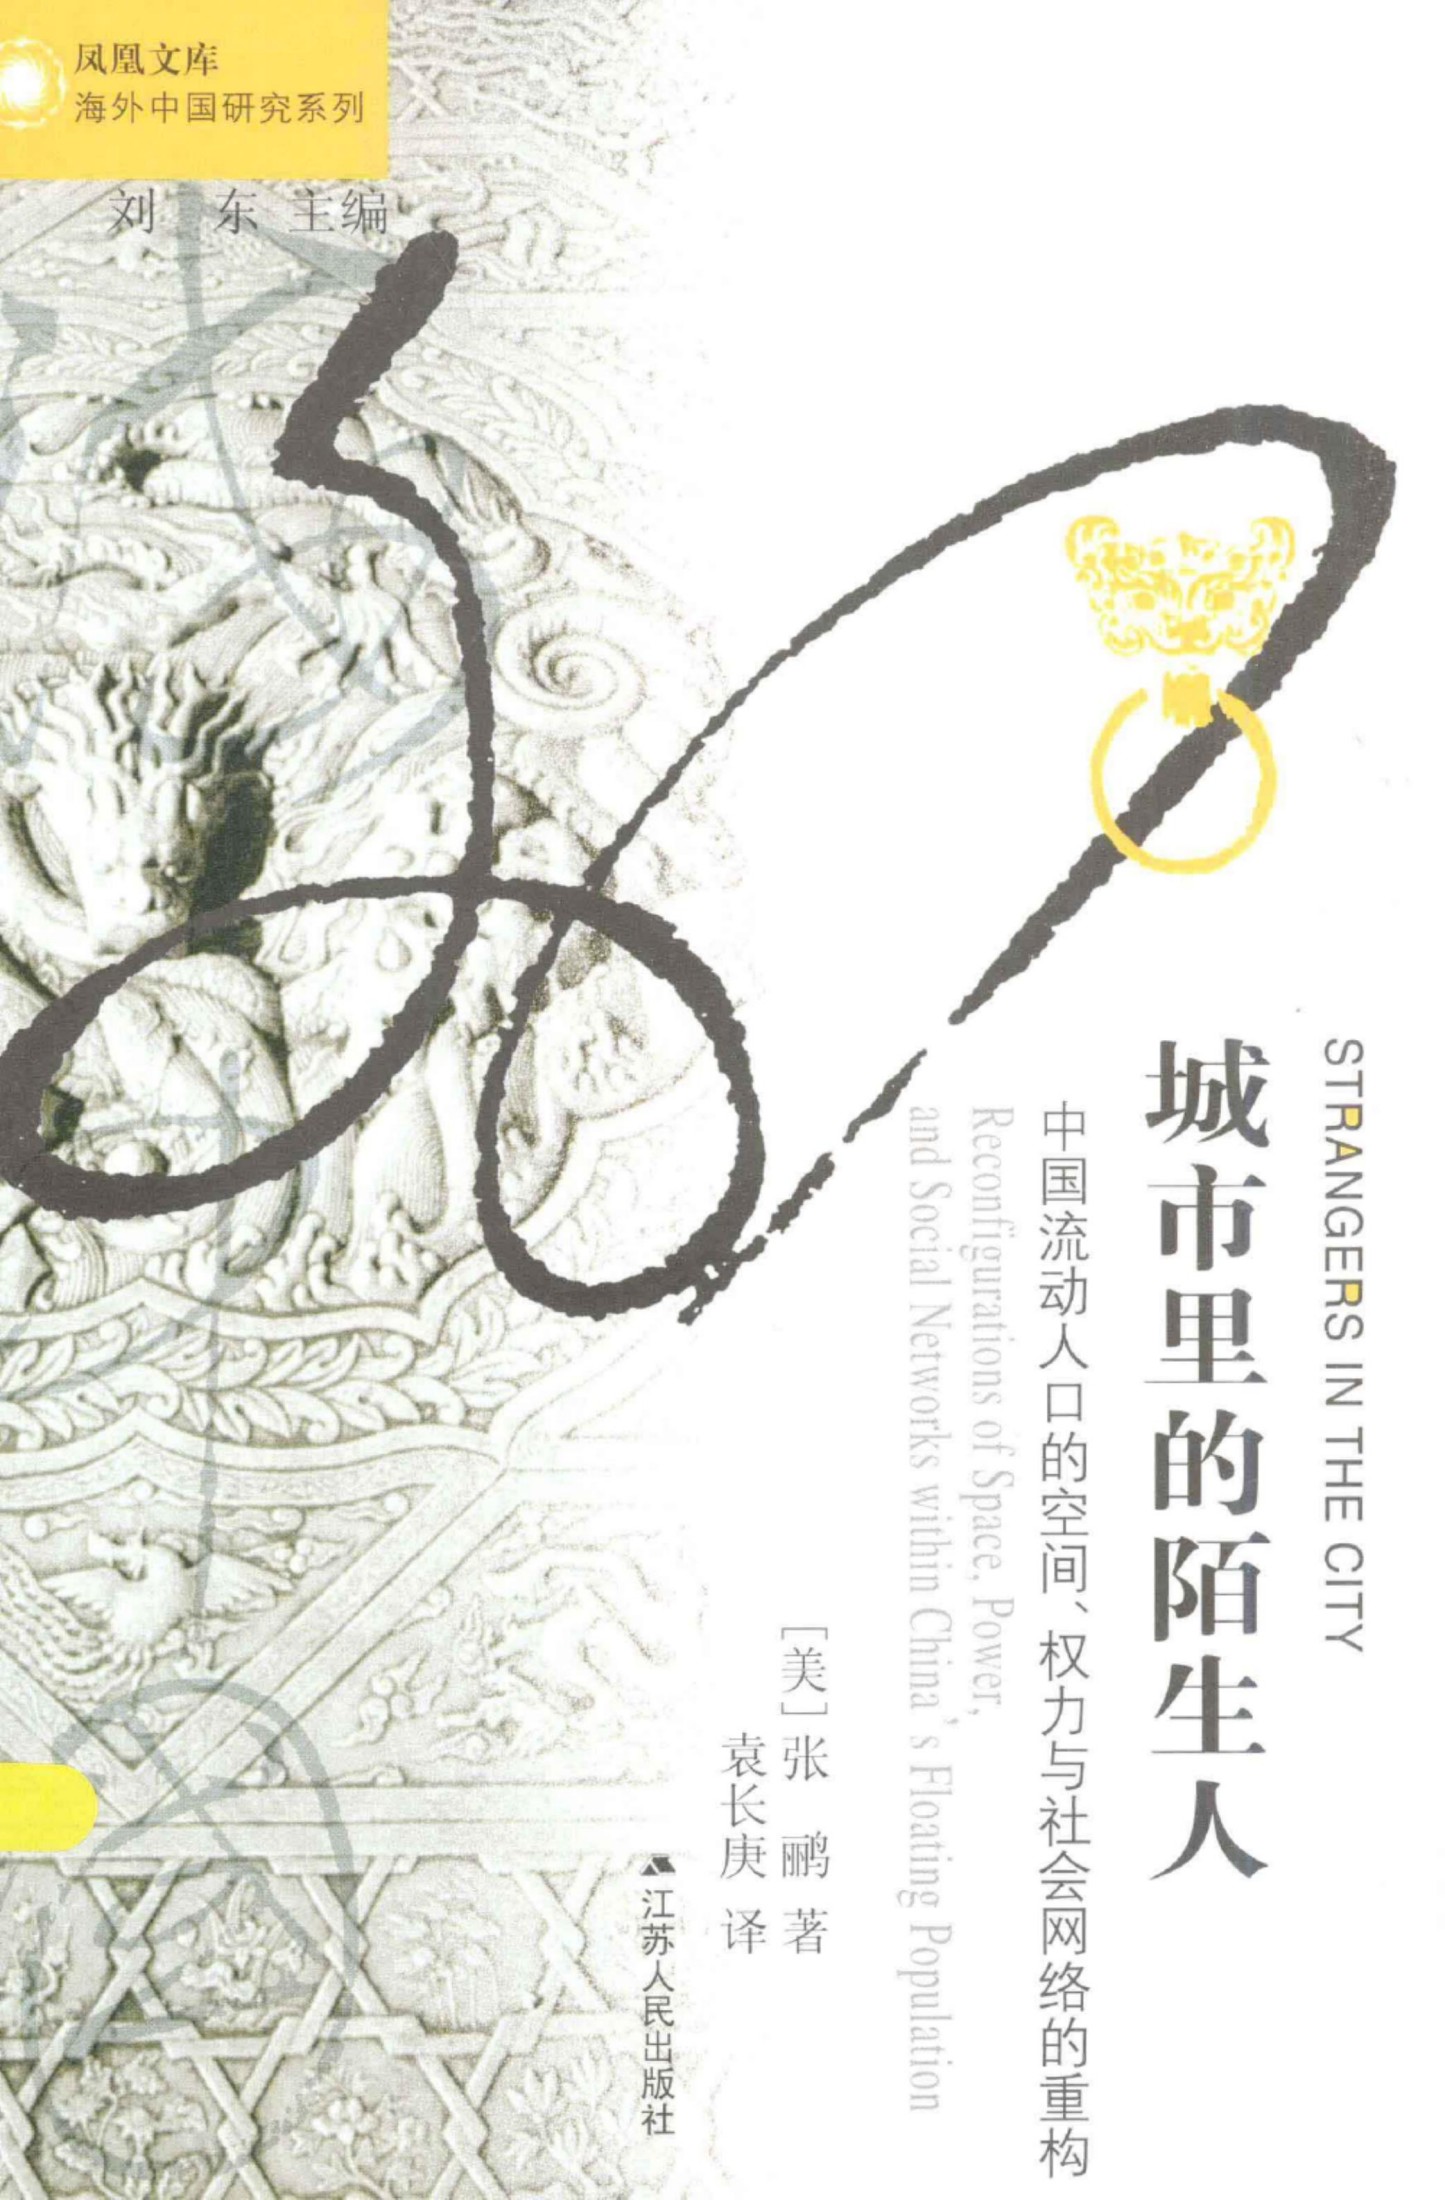 凤凰文库
海外中国研究系列
刘 东 主编
STRANGERS IN THE CITY
城市里的陌生人
中国流动人口的空间、权力与社会网络的重构
Reconfigurations of Space, Power,
and Social Networks within China's Floating Population
[美]张 鹂 著
袁长庚 译
江苏人民出版社